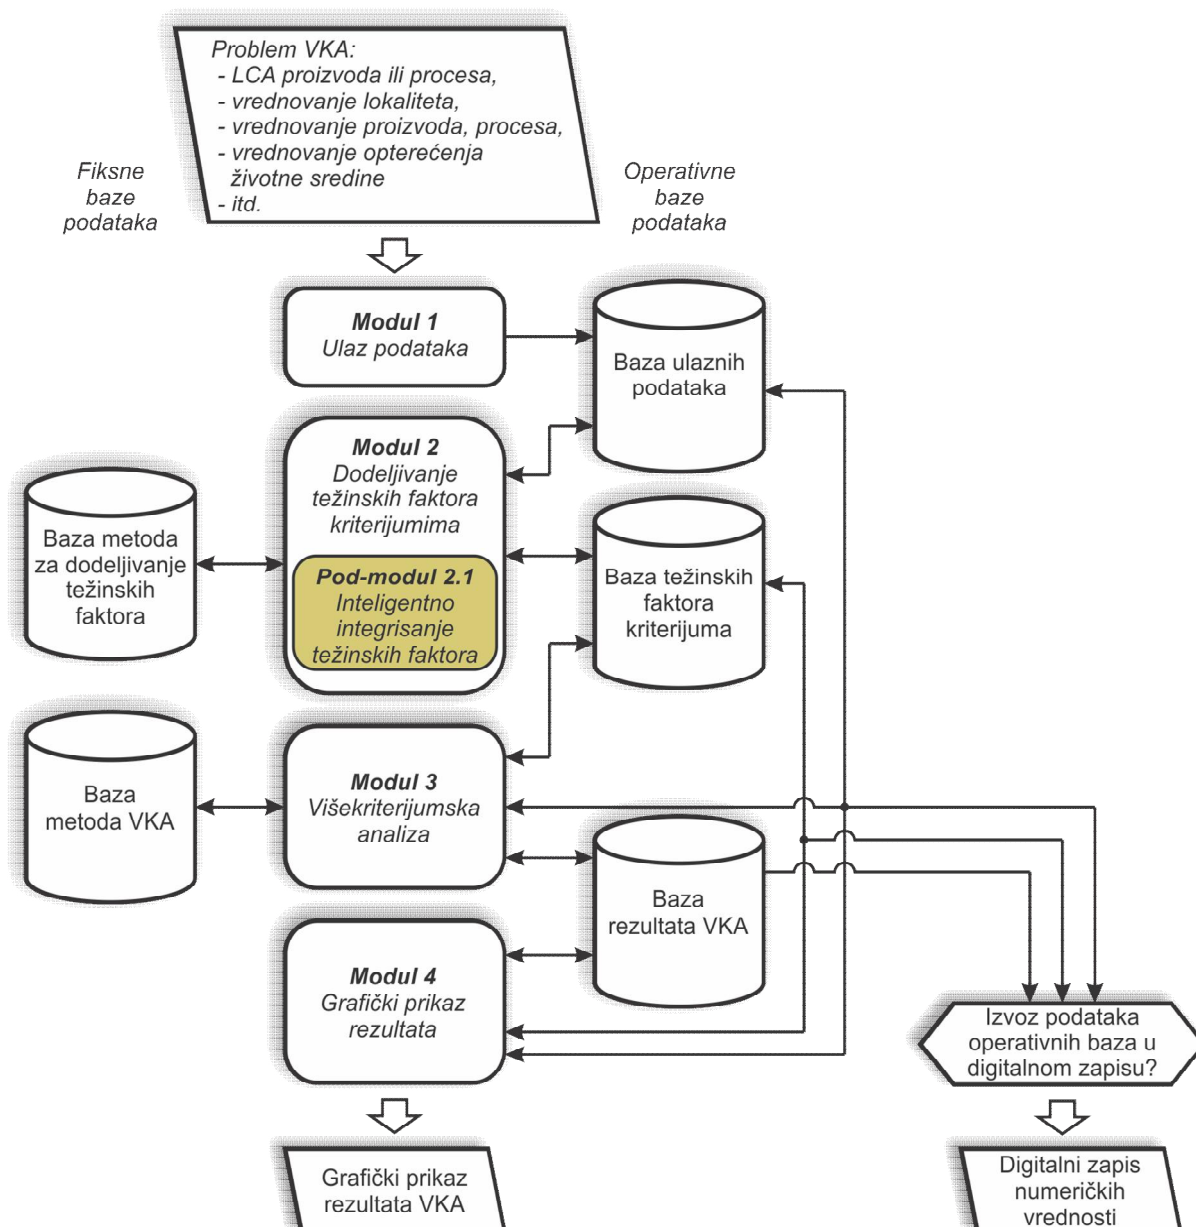 Problem VKA:
- LCA proizvoda ili procesa,
- vrednovanje lokaliteta,
- vrednovanje proizvoda, procesa,
- vrednovanje opterećenja
životne sredine
- itd.
Fiksne
baze
podataka
Operativne
baze
podataka
Modul 1
Ulaz podataka
Baza ulaznih
podataka
Modul 2
Dodeljivanje
težinskih faktora
kriterijumima
Pod-modul 2.1
Inteligentno
integrisanje
težinskih faktora
Baza metoda
za dodeljivanje
težinskih
faktora
Baza težinskih
faktora
kriterijuma
Baza
metoda VKA
Modul 3
Višekriterijumska
analiza
Baza
rezultata VKA
Modul 4
Grafički prikaz
rezultata
Izvoz podataka
operativnih baza u
digitalnom zapisu?
Grafički prikaz
rezultata VKA
Digitalni zapis
numeričkih
vrednosti